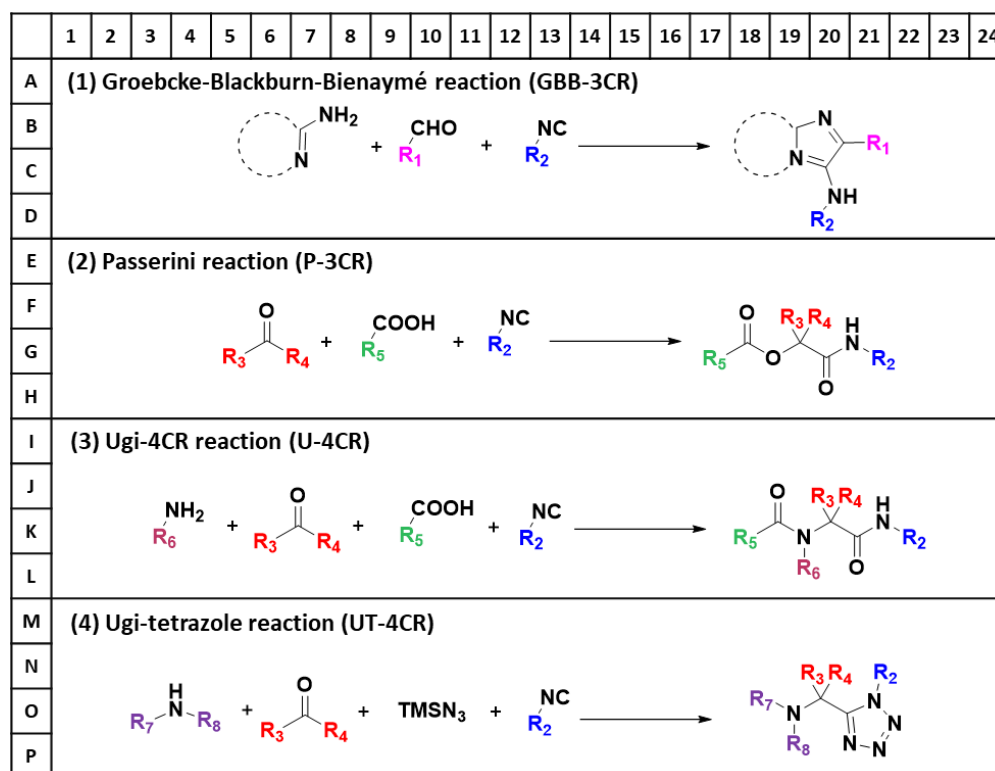 1 2 3 4 5 6 7 8 9 10 11 12 13 14 15 16 17 18 19 20 21 22 23 24
A (1) Groebcke-Blackburn-Bienaymé reaction (GBB-3CR)
B NH₂ CHO NC N
N + R₁ + R₂ R₁
C N
NH
D R₂
E (2) Passerini reaction (P-3CR)
F O COOH NC O R₃ R₄ H
G R₃ R₄ + R₅ + R₂ R₅ O N R₂
H O
I (3) Ugi-4CR reaction (U-4CR)
J NH₂ O COOH NC O R₃ R₄ H
K R₆ + R₃ R₄ + R₅ + R₂ R₅ N N R₂
L R₆ O
M (4) Ugi-tetrazole reaction (UT-4CR)
N H O NC R₃ R₄ R₂
O R₇ N R₈ + R₃ R₄ + TMSN₃ + R₂ R₇ N N N
P R₈ N N